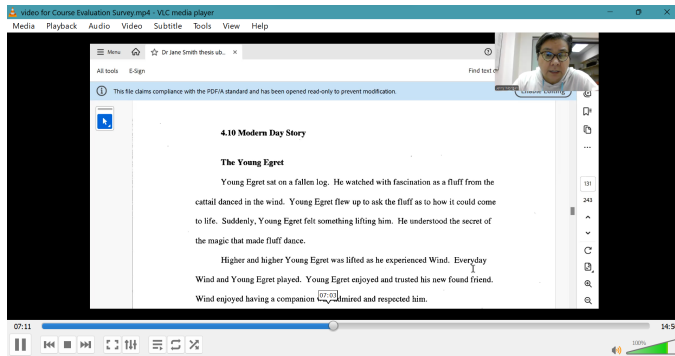 video for Course Evaluation Survey.mp4 - VLC media player
Media Playback Audio Video Subtitle Tools View Help
Menu Dr Jane Smith thesis ub..
All tools E-Sign Find text
This file claims compliance with the PDF/A standard and has been opened read-only to prevent modification.
Enable Editing
4.10 Modern Day Story
The Young Egret
Young Egret sat on a fallen log. He watched with fascination as a fluff from the
cattail danced in the wind. Young Egret flew up to ask the fluff as to how it could come
to life. Suddenly, Young Egret felt something lifting him. He understood the secret of
the magic that made fluff dance.
Higher and higher Young Egret was lifted as he experienced Wind. Everyday
Wind and Young Egret played. Young Egret enjoyed and trusted his new found friend.
Wind enjoyed having a companion admired and respected him.
131
243
07:03
07:11
14:5
100%